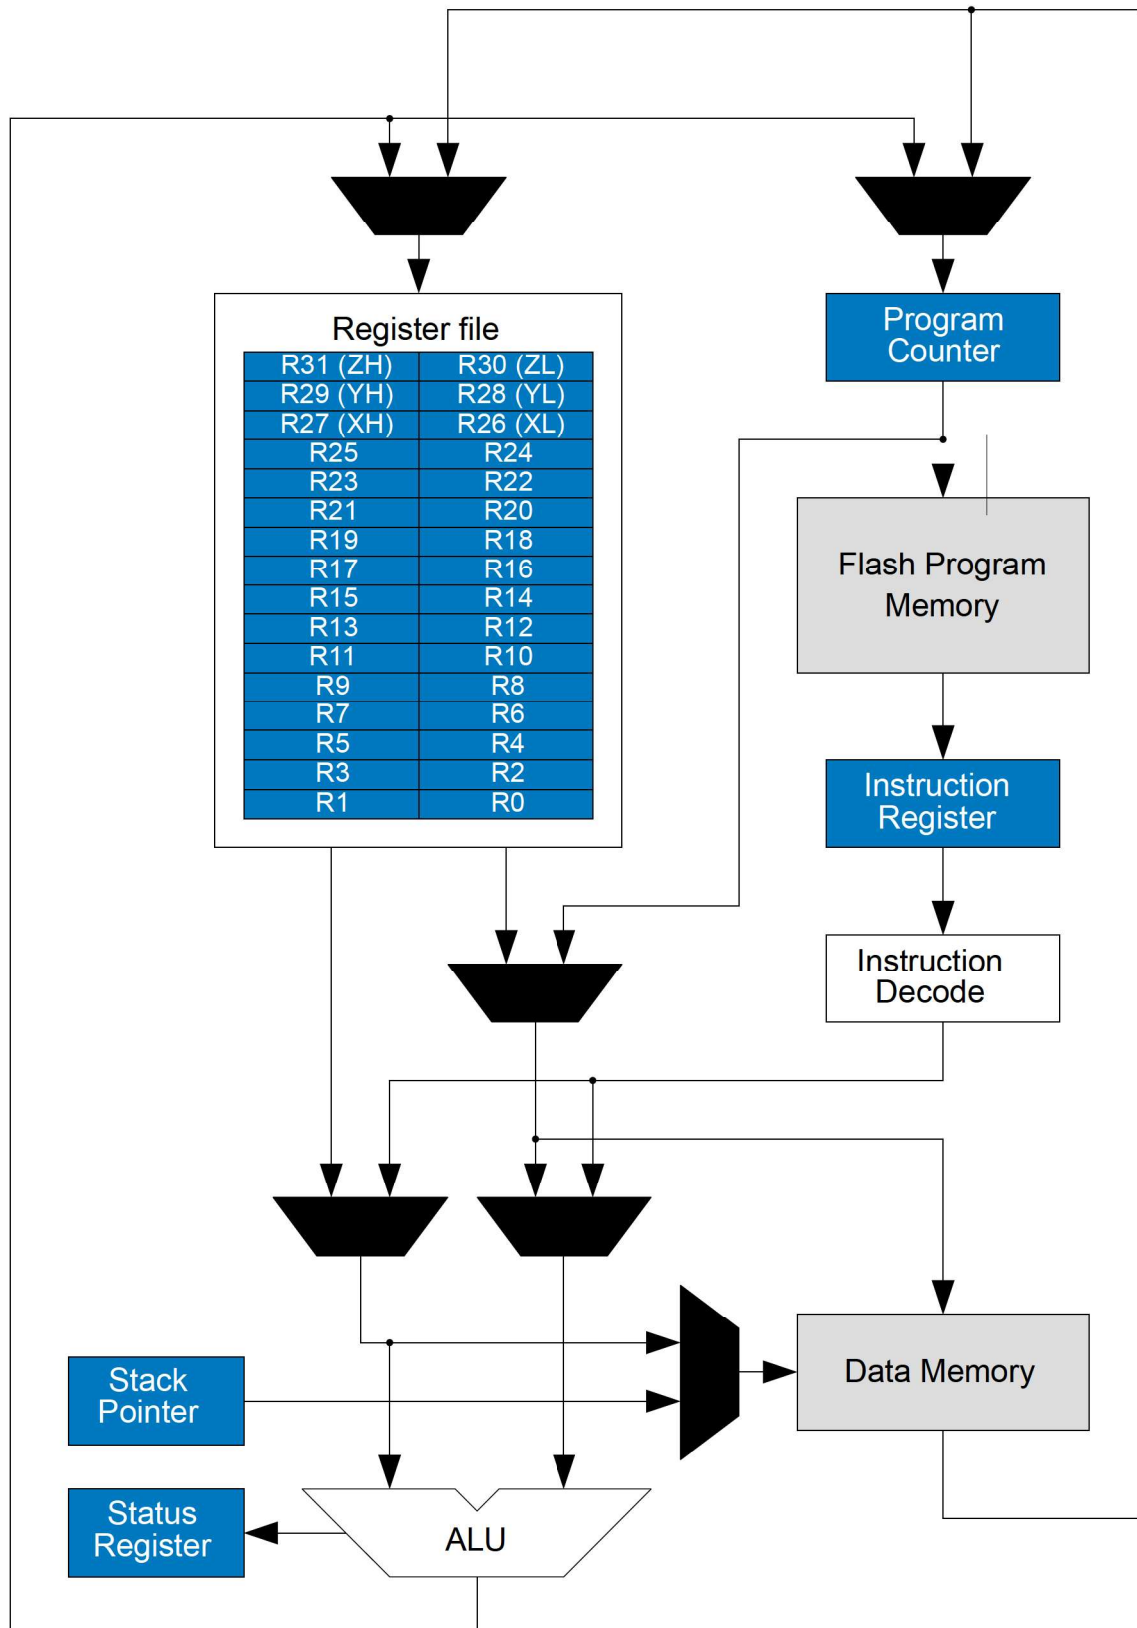 Register file
R31 (ZH) R30 (ZL)
R29 (YH) R28 (YL)
R27 (XH) R26 (XL)
R25 R24
R23 R22
R21 R20
R19 R18
R17 R16
R15 R14
R13 R12
R11 R10
R9 R8
R7 R6
R5 R4
R3 R2
R1 R0
Program
Counter
Flash Program
Memory
Instruction
Register
Instruction
Decode
Data Memory
Stack
Pointer
Status
Register
ALU